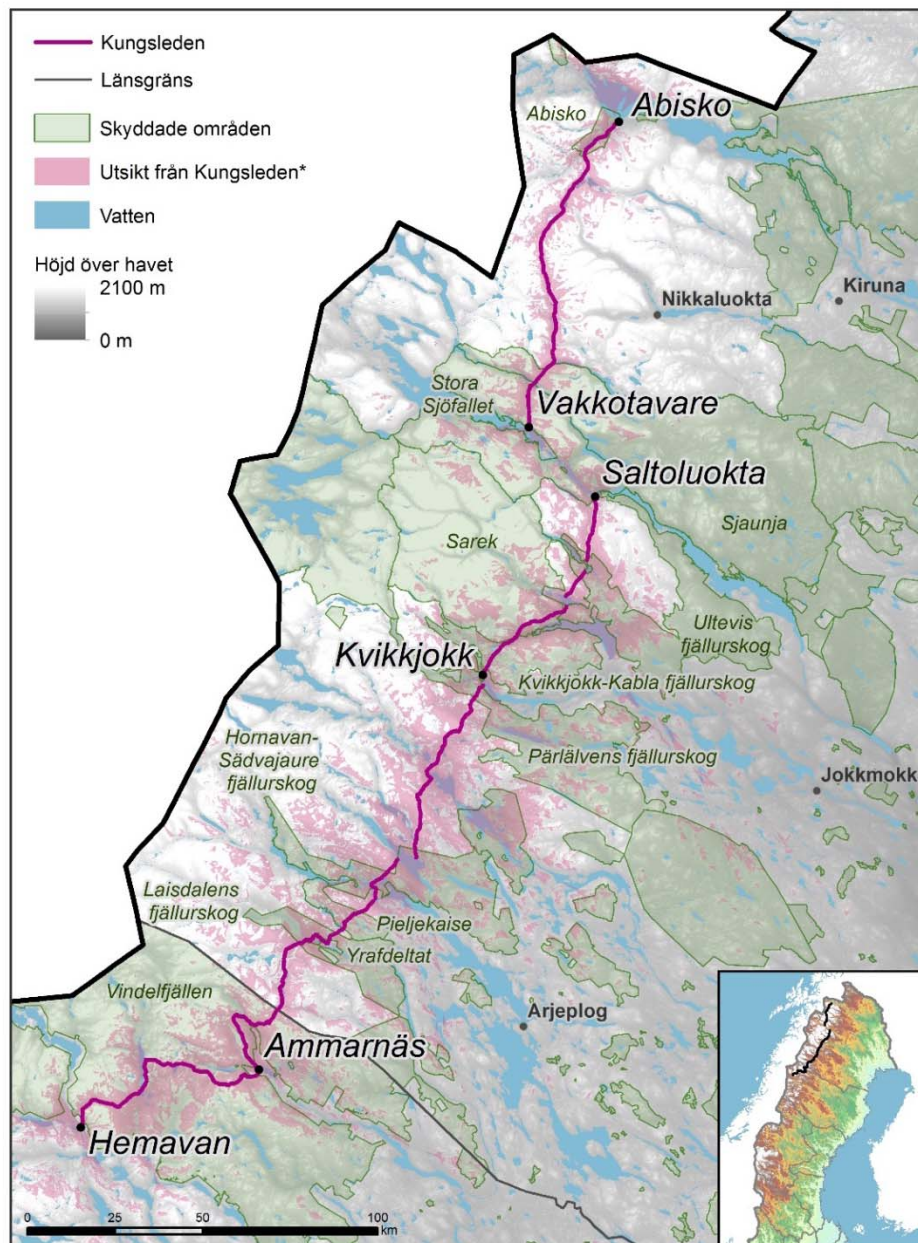 Kungsleden
Länsgräns
Skyddade områden
Utsikt från Kungsleden*
Vatten
Höjd över havet
2100 m
0 m
Abisko
Abisko
Nikkaluokta
Kiruna
Stora
Sjöfallet
Vakkotavare
Saltoluokta
Sjaunja
Sarek
Ultevis
fjällurskog
Kvikkjokk
Kvikkjokk-Kabla fjällurskog
Hornavan-
Sädvajaure
fjällurskog
Pärlälvens fjällurskog
Jokkmokk
Laisdalens
fjällurskog
Pieljekaise
Yrafdeltat
Vindelfjällen
Arjeplog
Ammarnäs
Hemavan
0 25 50 100
km